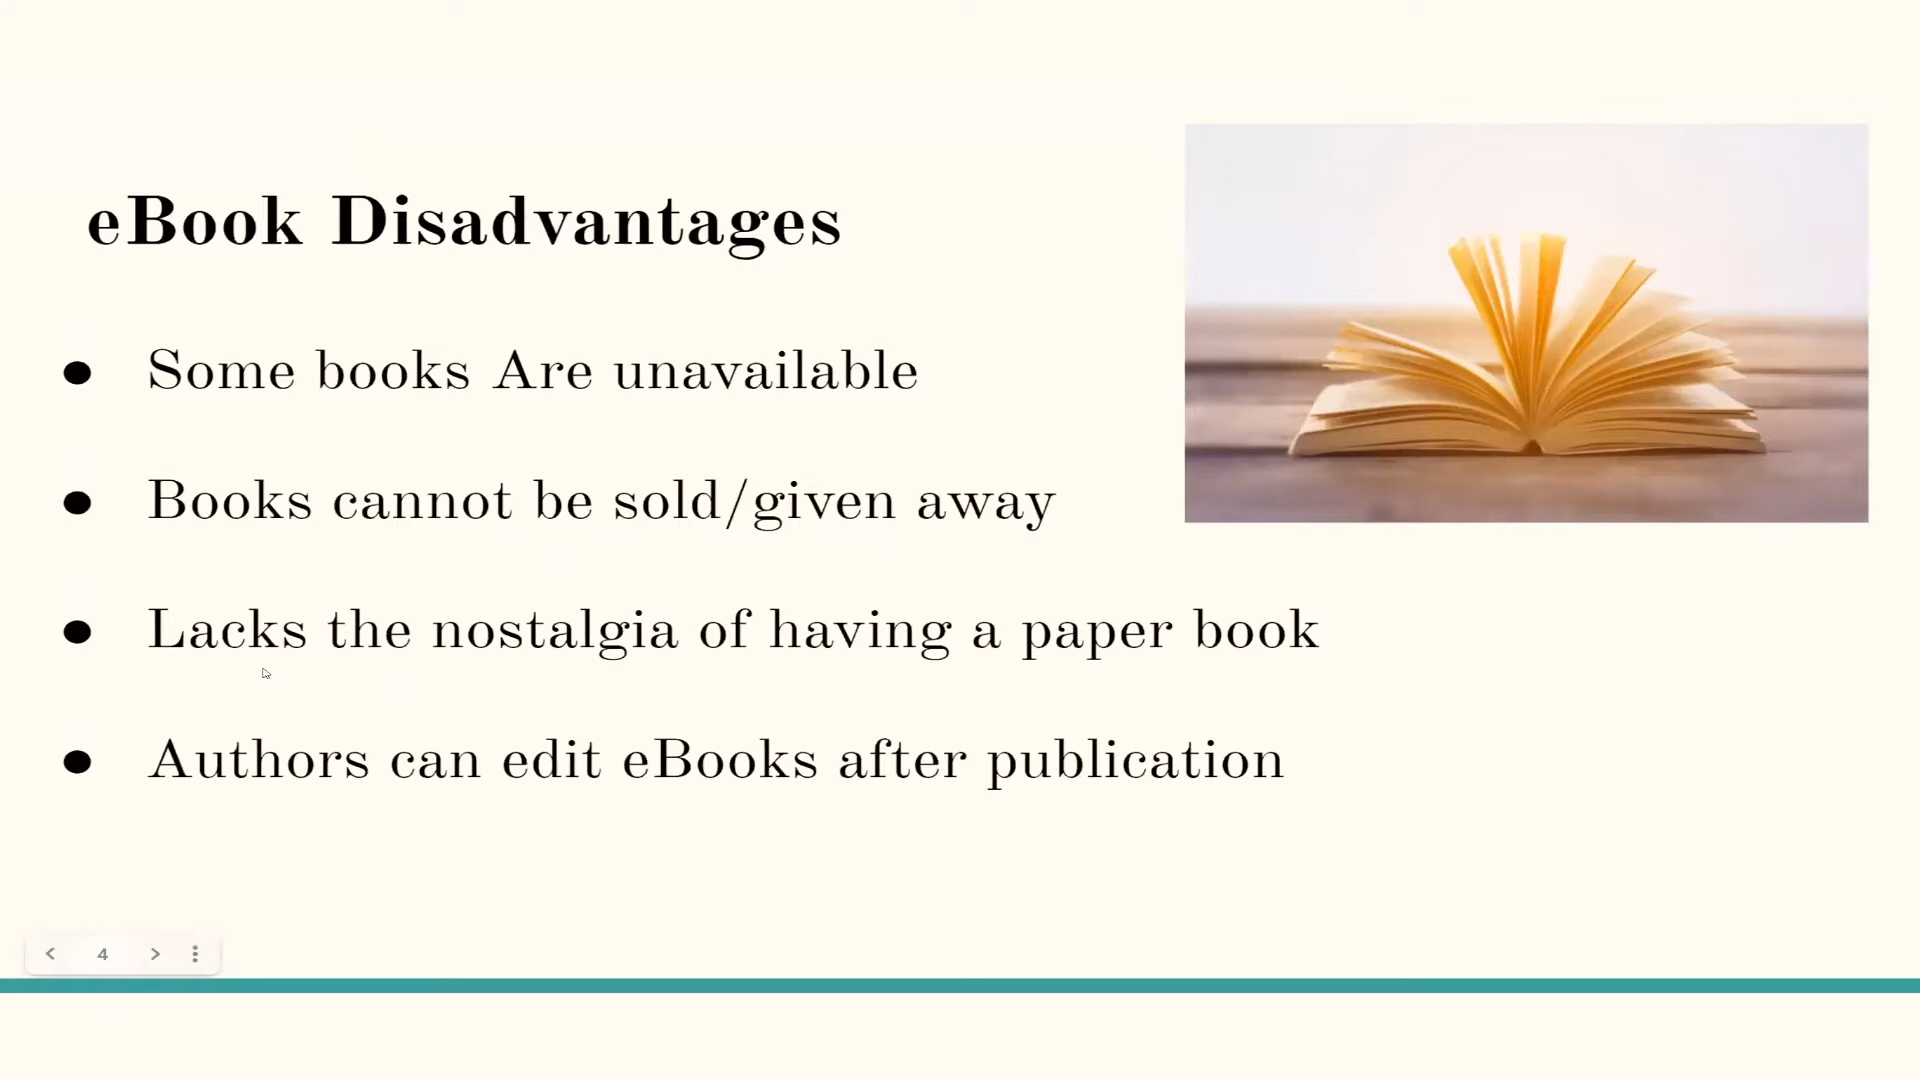 eBook Disadvantages
● Some books Are unavailable
● Books cannot be sold/given away
● Lacks the nostalgia of having a paper book
● Authors can edit eBooks after publication
4